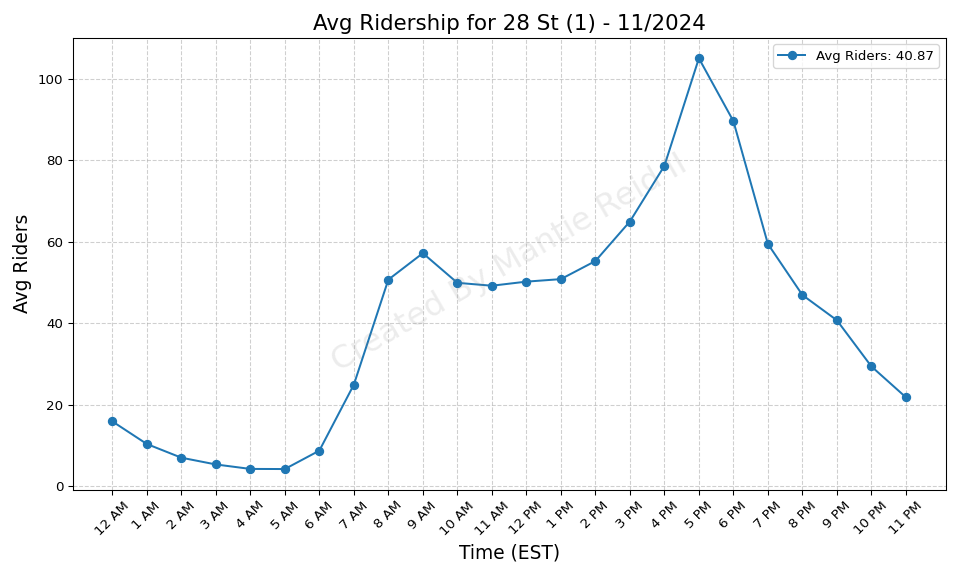 Avg Ridership for 28 St (1) - 11/2024
Avg Riders: 40.87
100
80
60
40
20
0
Avg Riders
Created By Mantle Reid
12 AM
1 AM
2 AM
3 AM
4 AM
5 AM
6 AM
7 AM
8 AM
9 AM
10 AM
11 AM
12 PM
1 PM
2 PM
3 PM
4 PM
5 PM
6 PM
7 PM
8 PM
9 PM
10 PM
11 PM
Time (EST)